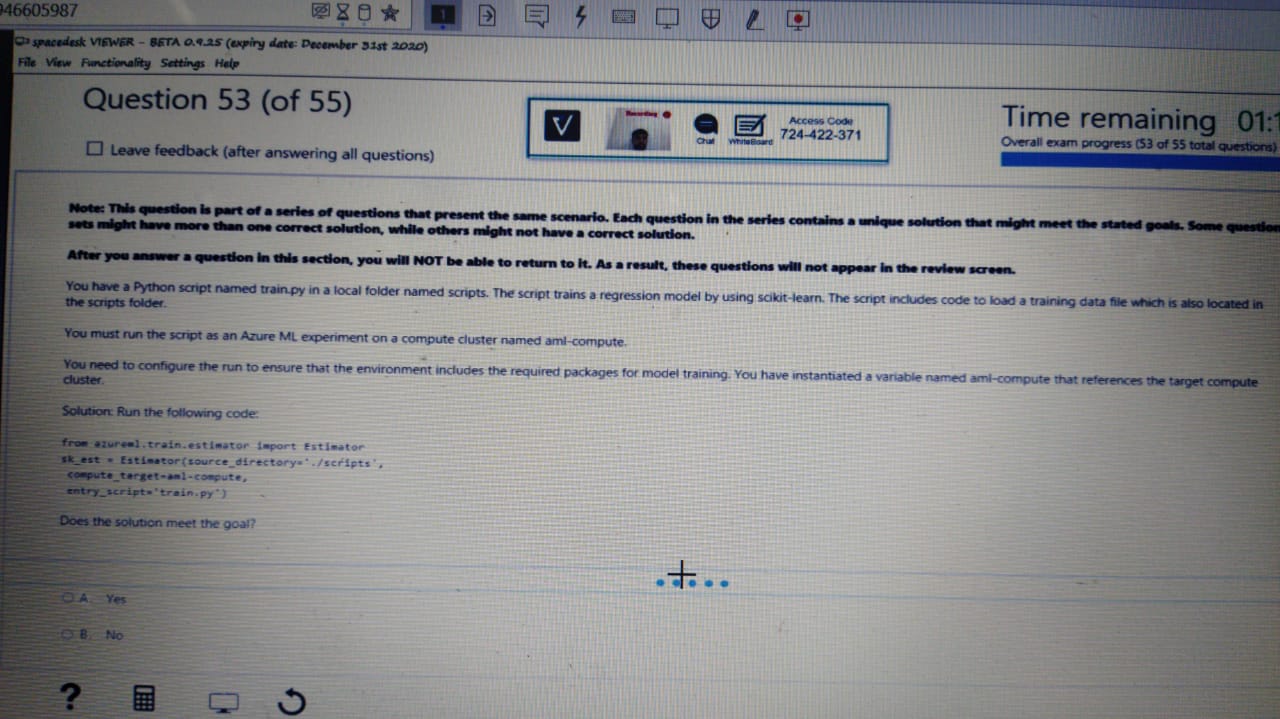 946605987
1
spacedesk VIEWER - BETA 0.9.25 (expiry date: December 31st 2020)
File View Functionality Settings Help
Question 53 (of 55)
Leave feedback (after answering all questions)
Recording
Chat
WhiteBoard
Access Code
724-422-371
Time remaining 01:1
Overall exam progress (53 of 55 total questions)
Note: This question is part of a series of questions that present the same scenario. Each question in the series contains a unique solution that might meet the stated goals. Some question
sets might have more than one correct solution, while others might not have a correct solution.
After you answer a question in this section, you will NOT be able to return to it. As a result, these questions will not appear in the review screen.
You have a Python script named train.py in a local folder named scripts. The script trains a regression model by using scikit-learn. The script includes code to load a training data file which is also located in
the scripts folder.
You must run the script as an Azure ML experiment on a compute cluster named aml-compute.
You need to configure the run to ensure that the environment includes the required packages for model training. You have instantiated a variable named aml-compute that references the target compute
cluster.
Solution: Run the following code:
from azureml.train.estimator import Estimator
sk_est = Estimator(source_directory='./scripts',
compute_target=aml-compute,
entry_script='train.py')
Does the solution meet the goal?
A. Yes
B. No
?